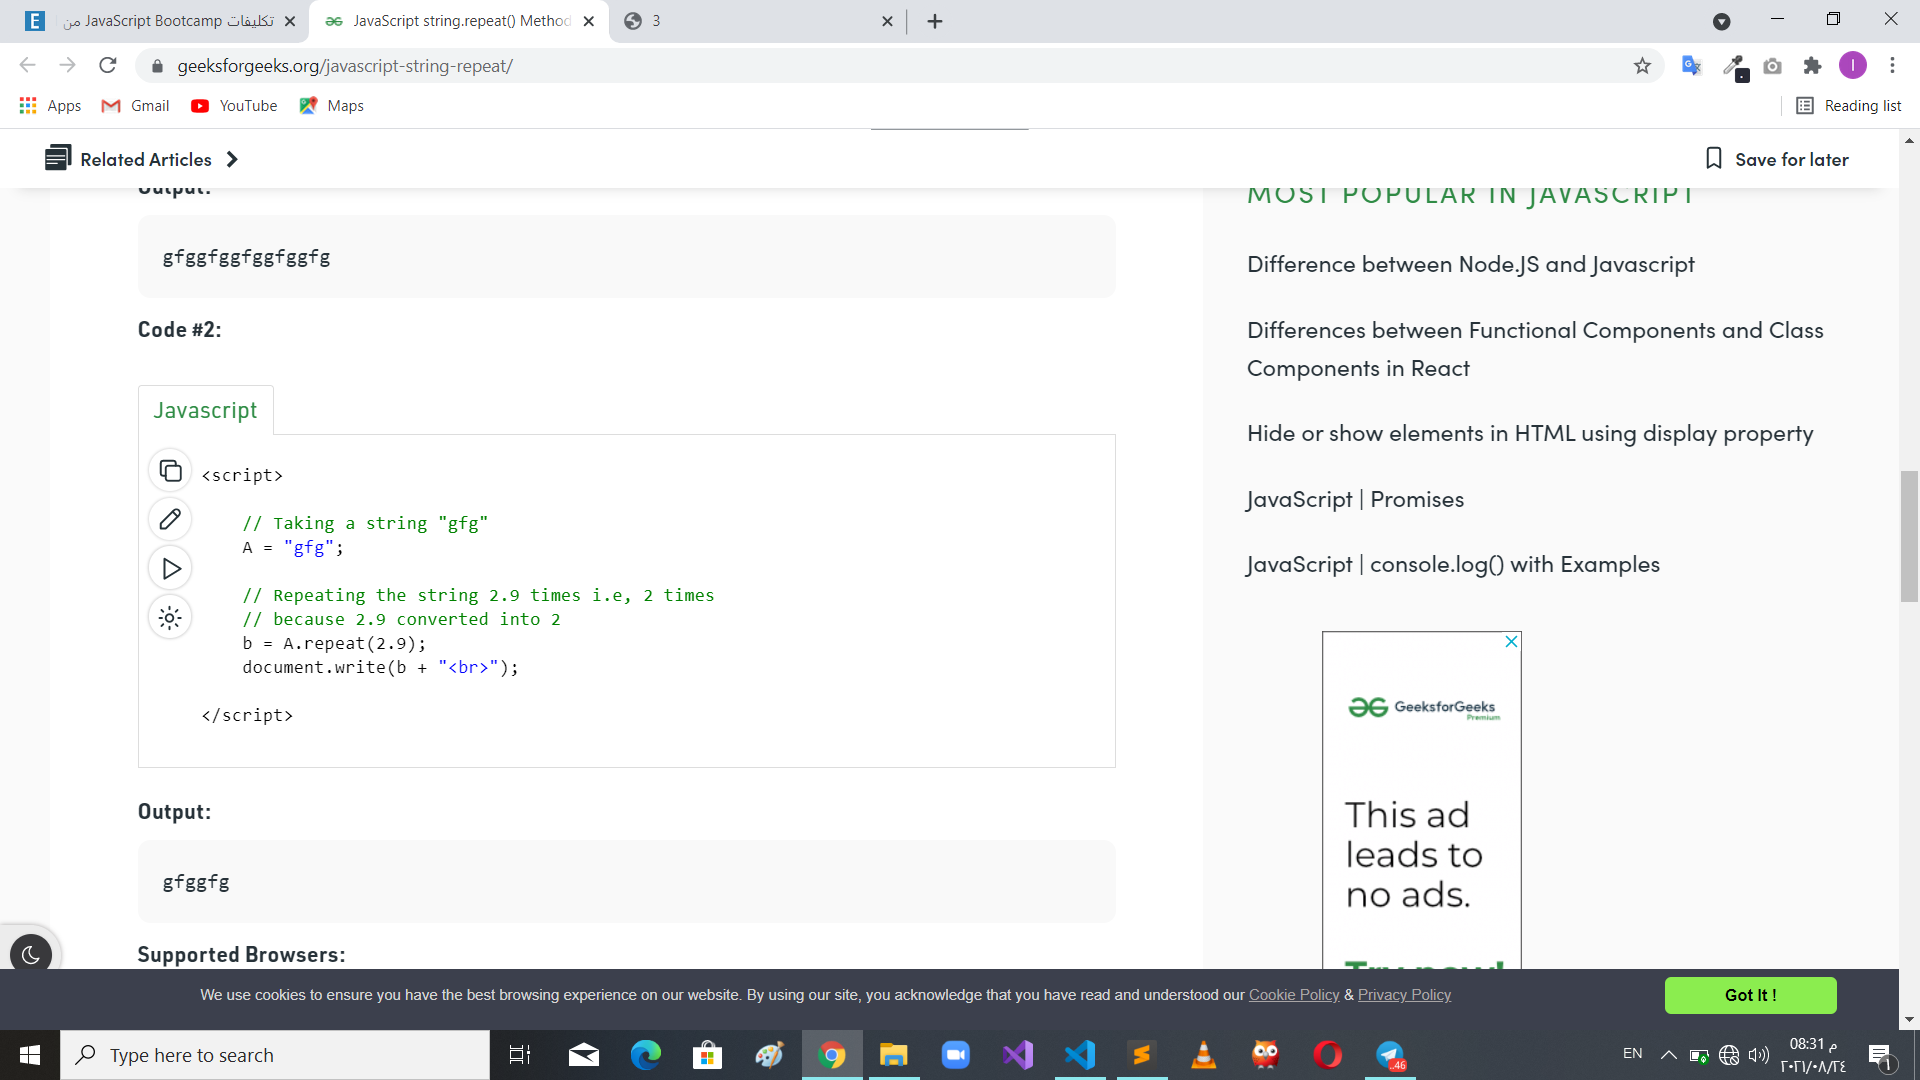 تكليفات JavaScript Bootcamp من
JavaScript string.repeat() Method
3
geeksforgeeks.org/javascript-string-repeat/
Apps
Gmail
YouTube
Maps
Reading list
Related Articles
Save for later
Output:
gfggfggfggfggfg
Code #2:
Javascript
<script>
// Taking a string "gfg"
A = "gfg";
// Repeating the string 2.9 times i.e, 2 times
// because 2.9 converted into 2
b = A.repeat(2.9);
document.write(b + "<br>");
</script>
Output:
gfggfg
Supported Browsers:
MOST POPULAR IN JAVASCRIPT
Difference between Node.JS and Javascript
Differences between Functional Components and Class
Components in React
Hide or show elements in HTML using display property
JavaScript | Promises
JavaScript | console.log() with Examples
GeeksforGeeks
Premium
This ad
leads to
no ads.
Try now!
We use cookies to ensure you have the best browsing experience on our website. By using our site, you acknowledge that you have read and understood our Cookie Policy & Privacy Policy
Got It !
Type here to search
.46
EN
08:31 م
٢٠٢١/٠٨/٢٤
١